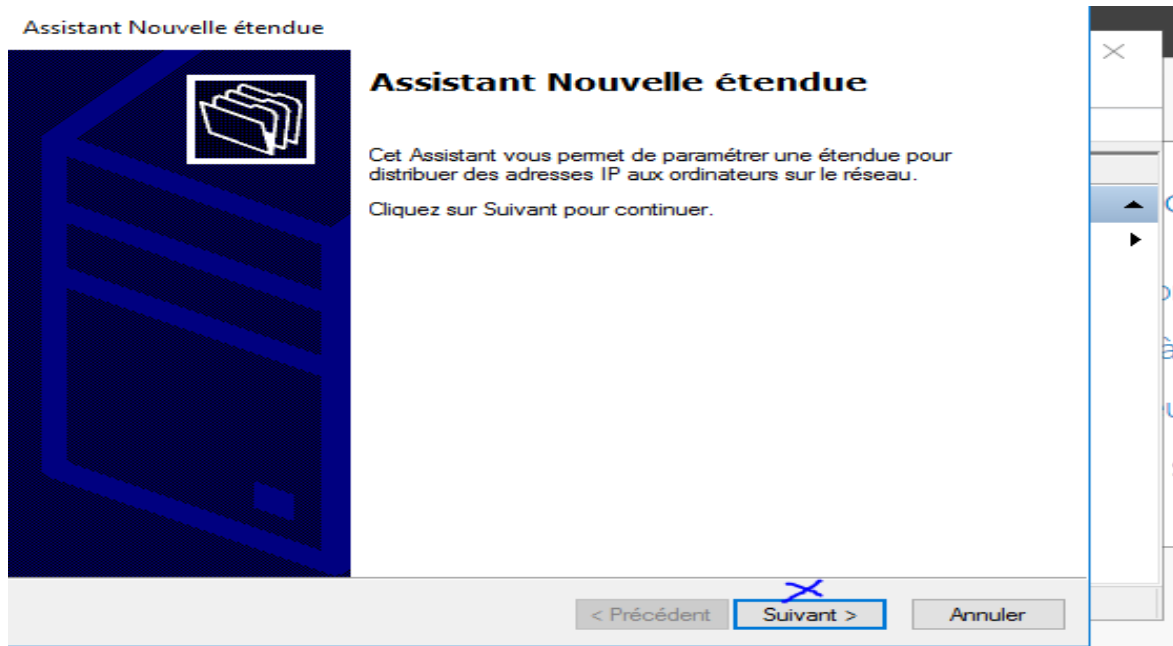 Assistant Nouvelle étendue
Assistant Nouvelle étendue
Cet Assistant vous permet de paramétrer une étendue pour
distribuer des adresses IP aux ordinateurs sur le réseau.
Cliquez sur Suivant pour continuer.
à
< Précédent Suivant > Annuler